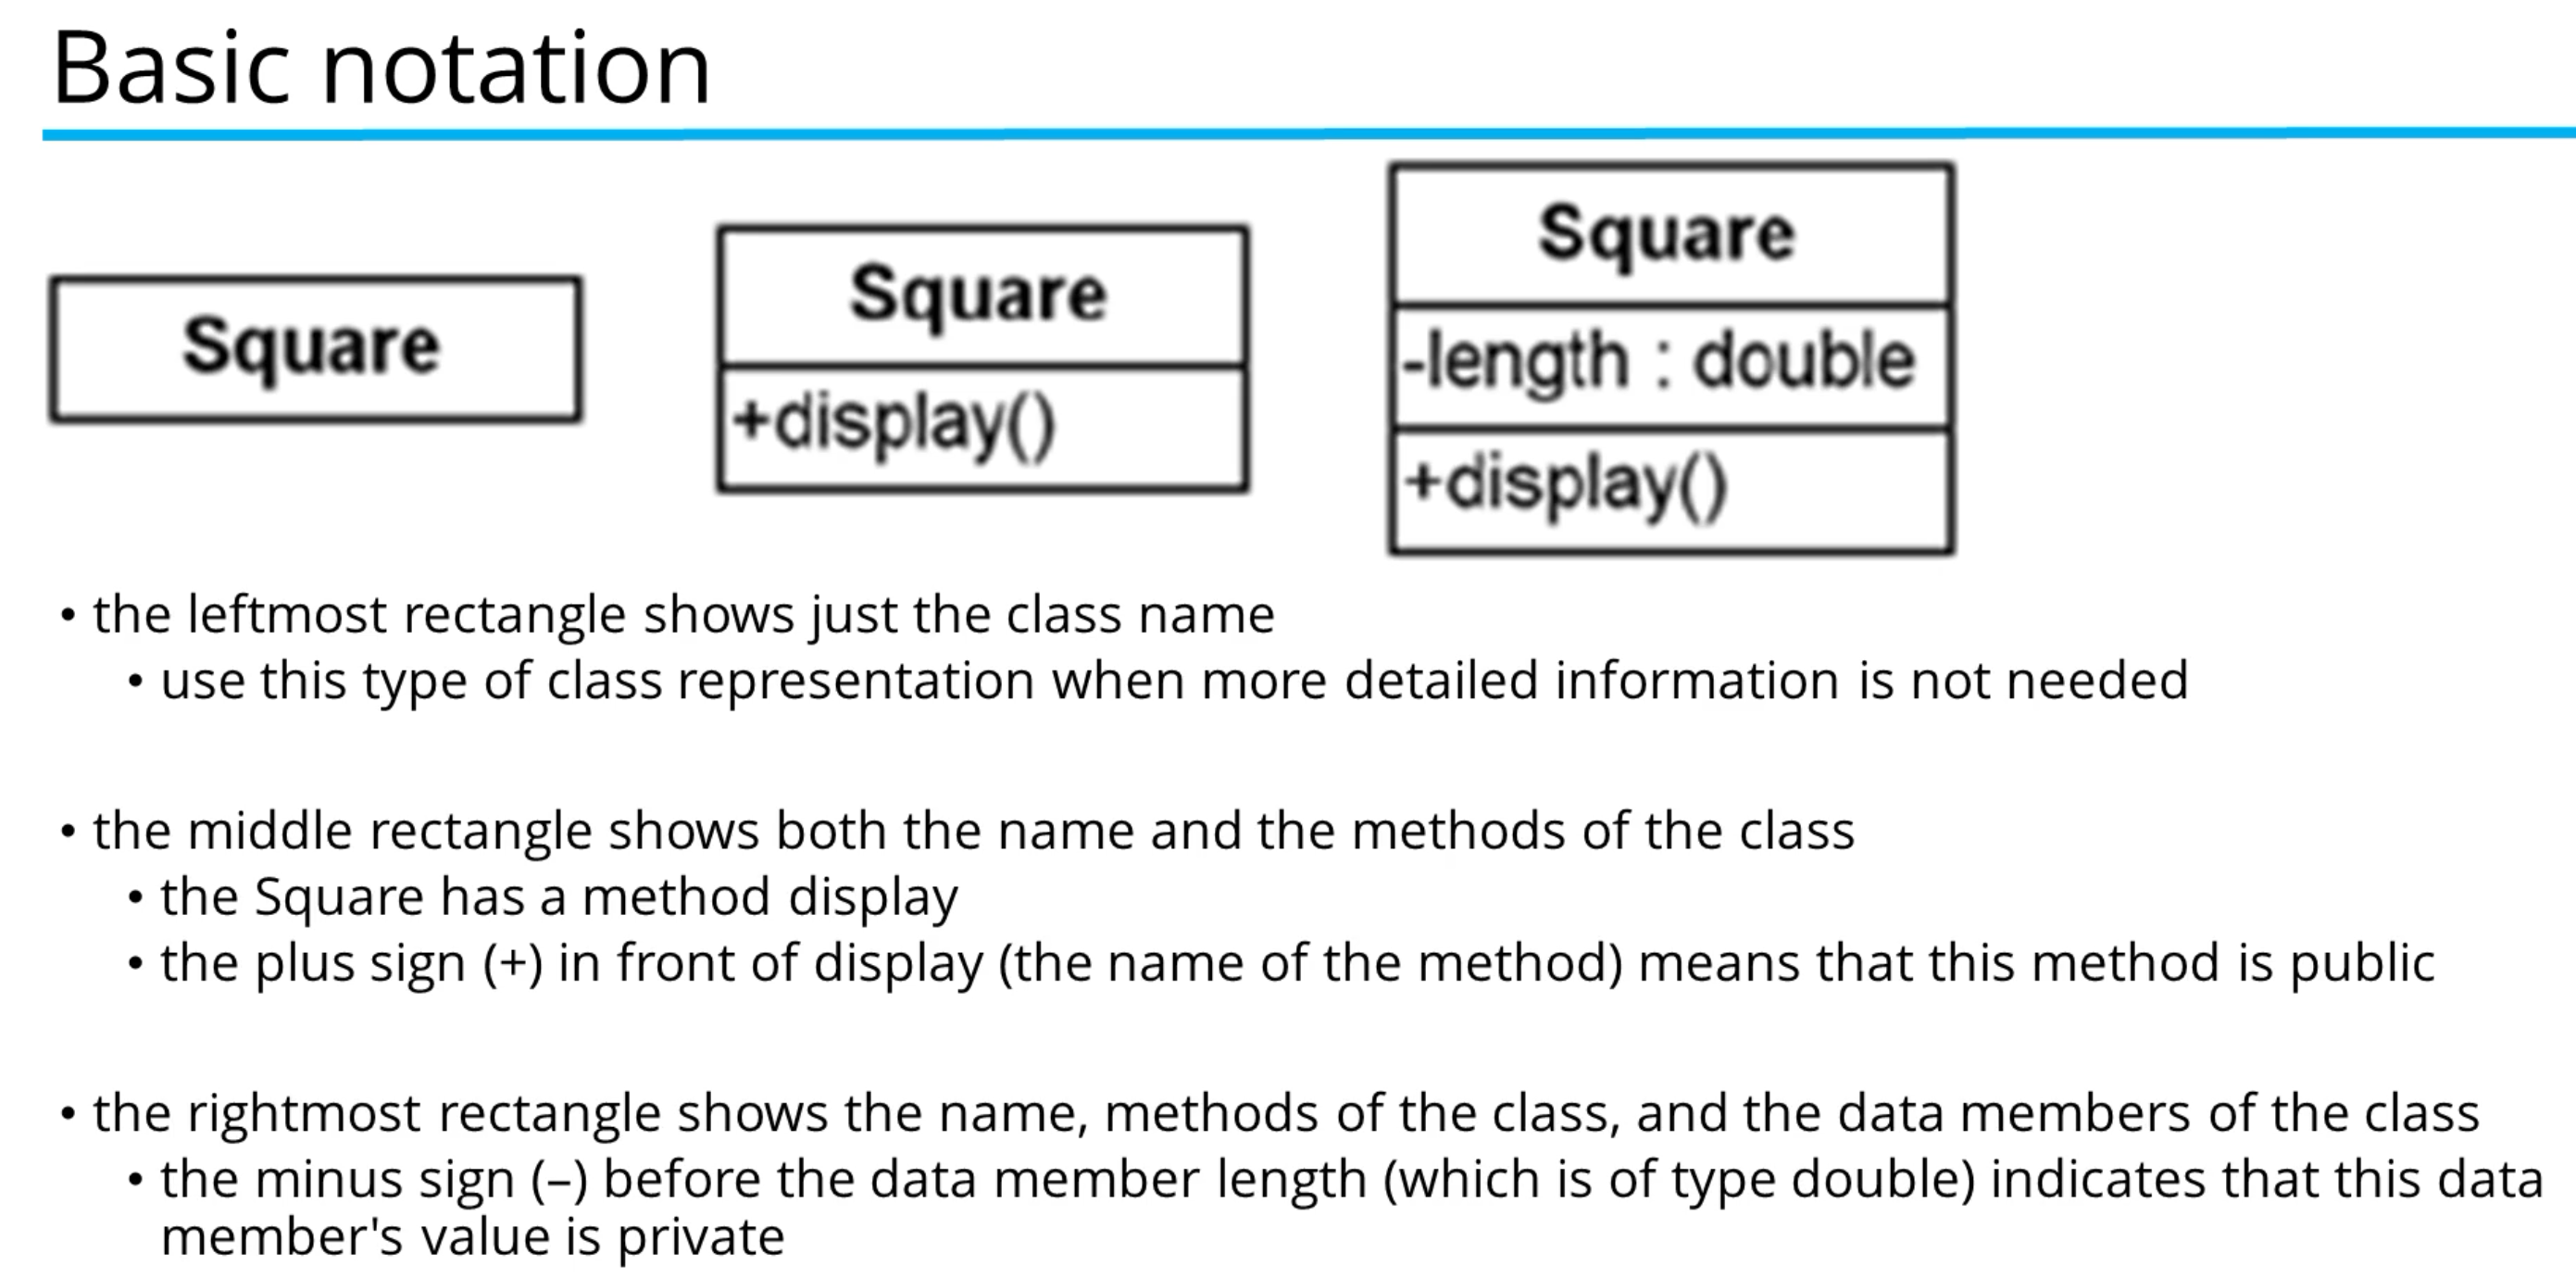 Basic notation
Square
Square
+display()
Square
-length : double
+display()
• the leftmost rectangle shows just the class name
• use this type of class representation when more detailed information is not needed
• the middle rectangle shows both the name and the methods of the class
• the Square has a method display
• the plus sign (+) in front of display (the name of the method) means that this method is public
• the rightmost rectangle shows the name, methods of the class, and the data members of the class
• the minus sign (–) before the data member length (which is of type double) indicates that this data
member's value is private